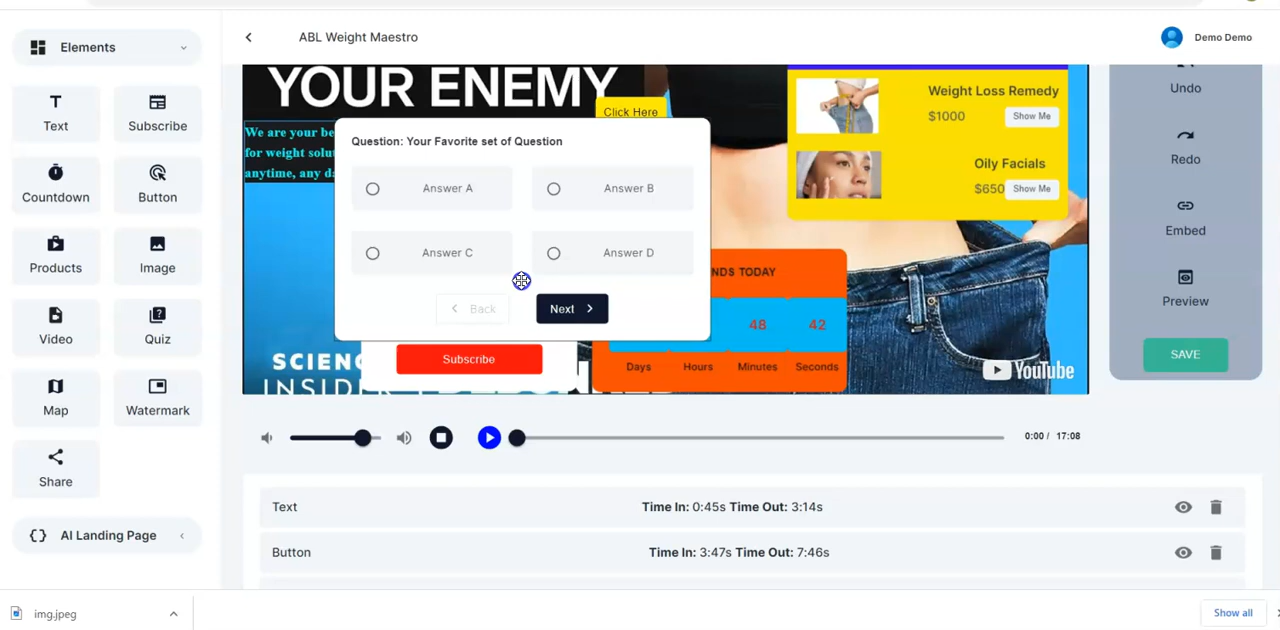 Elements
Text
Subscribe
Countdown
Button
Products
Image
Video
Quiz
Map
Watermark
Share
AI Landing Page
ABL Weight Maestro
Demo Demo
YOUR ENEMY
Click Here
We are your be
for weight solu
anytime, any da
Question: Your Favorite set of Question
Answer A
Answer B
Answer C
Answer D
Back
Next
Subscribe
Weight Loss Remedy
$1000
Show Me
Oily Facials
$650
Show Me
NDS TODAY
48
42
Days
Hours
Minutes
Seconds
SCIENC
INSIDER
YouTube
Undo
Redo
Embed
Preview
SAVE
0:00 / 17:08
Text
Time In: 0:45s Time Out: 3:14s
Button
Time In: 3:47s Time Out: 7:46s
img.jpeg
Show all